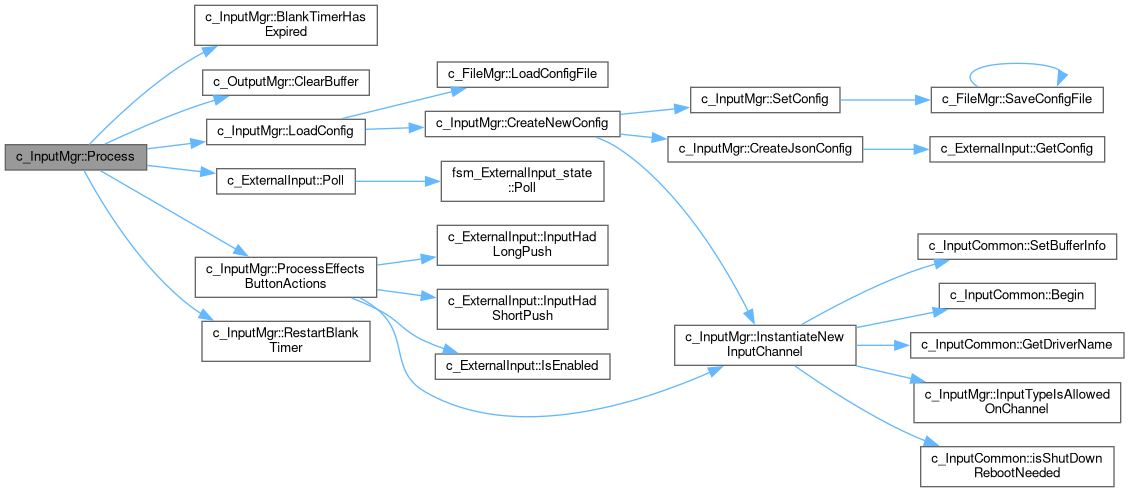 c_InputMgr::Process
c_InputMgr::BlankTimerHas
Expired
c_OutputMgr::ClearBuffer
c_InputMgr::LoadConfig
c_ExternalInput::Poll
c_InputMgr::ProcessEffects
ButtonActions
c_InputMgr::RestartBlank
Timer
c_FileMgr::LoadConfigFile
c_InputMgr::CreateNewConfig
fsm_ExternalInput_state
::Poll
c_ExternalInput::InputHad
LongPush
c_ExternalInput::InputHad
ShortPush
c_ExternalInput::IsEnabled
c_InputMgr::SetConfig
c_InputMgr::CreateJsonConfig
c_InputMgr::InstantiateNew
InputChannel
c_FileMgr::SaveConfigFile
c_ExternalInput::GetConfig
c_InputCommon::SetBufferInfo
c_InputCommon::Begin
c_InputCommon::GetDriverName
c_InputMgr::InputTypeIsAllowed
OnChannel
c_InputCommon::isShutDown
RebootNeeded